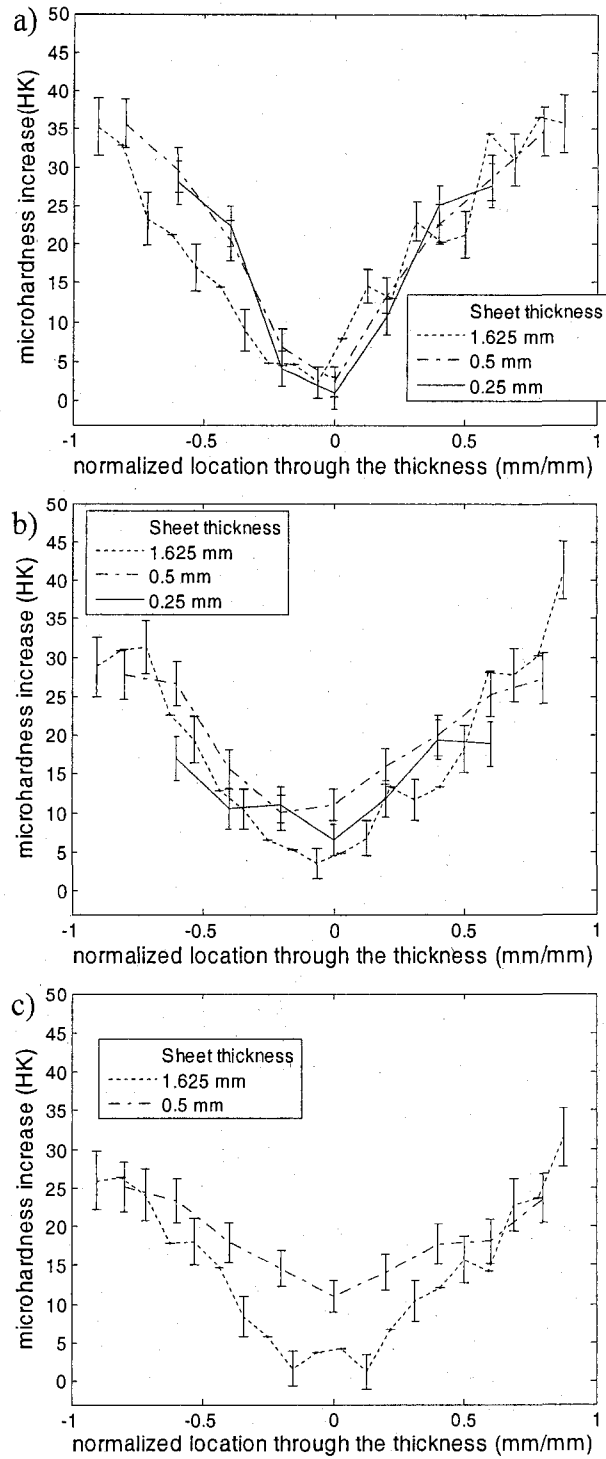 a)
50
45
40
35
30
25
20
15
10
5
0
microhardness increase(HK)
Sheet thickness
1.625 mm
0.5 mm
0.25 mm
-1 -0.5 0 0.5 1
normalized location through the thickness (mm/mm)
b)
50
45
40
35
30
25
20
15
10
5
0
microhardness increase (HK)
Sheet thickness
1.625 mm
0.5 mm
0.25 mm
-1 -0.5 0 0.5 1
normalized location through the thickness (mm/mm)
c)
50
45
40
35
30
25
20
15
10
5
0
microhardness increase (HK)
Sheet thickness
1.625 mm
0.5 mm
-1 -0.5 0 0.5 1
normalized location through the thickness (mm/mm)